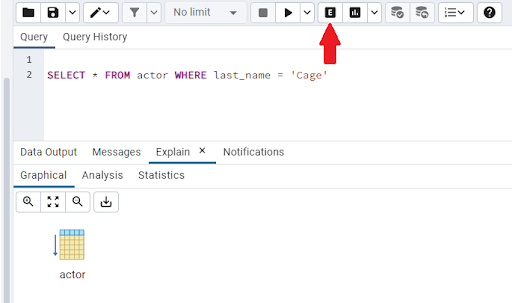 No limit
E
Query Query History
1
2 SELECT * FROM actor WHERE last_name = 'Cage'
Data Output Messages Explain × Notifications
Graphical Analysis Statistics
actor